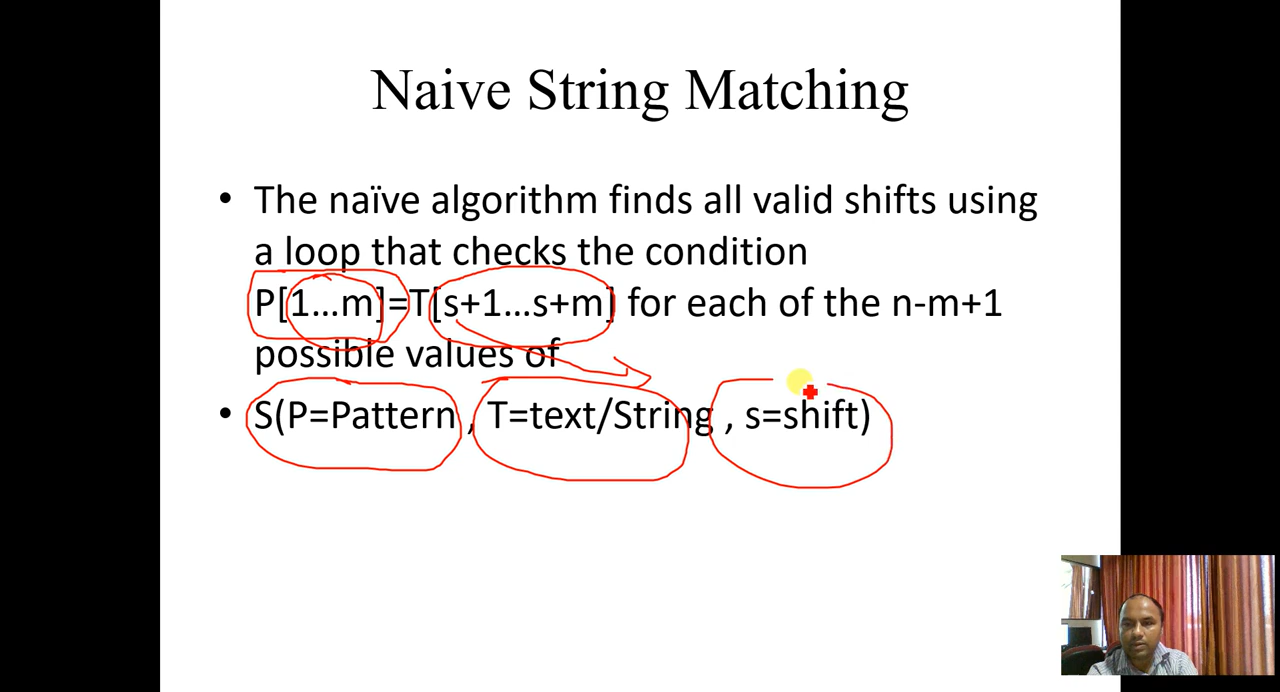 Naive String Matching
• The naïve algorithm finds all valid shifts using
a loop that checks the condition
P[1...m]=T[s+1...s+m] for each of the n-m+1
possible values of
• S(P=Pattern , T=text/String , s=shift)